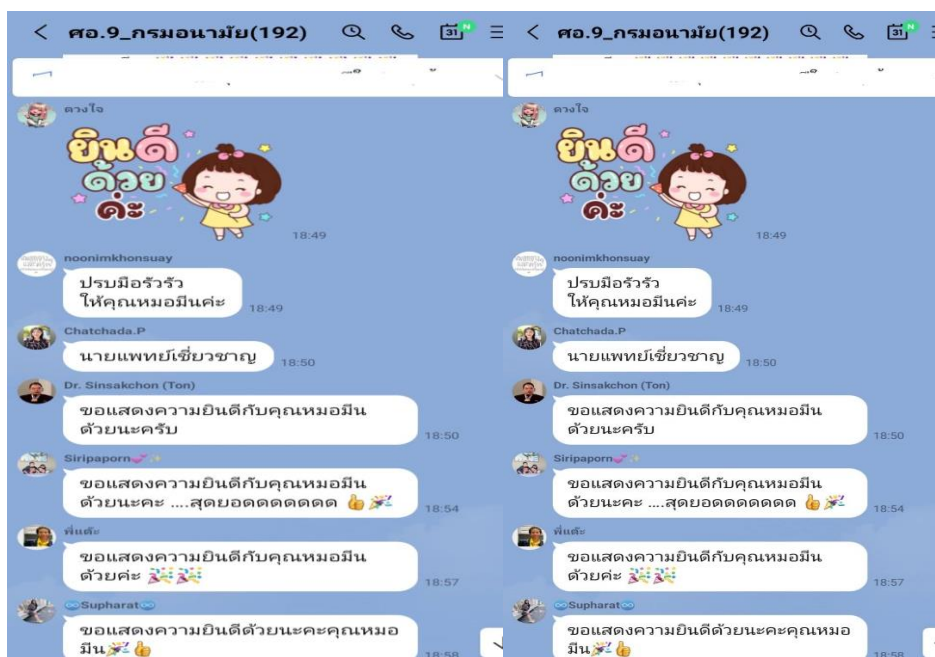 ศอ.9_กรมอนามัย(192)
31
N
ดวงใจ
ยินดี
ด้วย
ค่ะ
18:49
noonimkhonsuay
ปรบมือรัวรัว
ให้คุณหมอมีนค่ะ
18:49
Chatchada.P
นายแพทย์เชี่ยวชาญ
18:50
Dr. Sinsakchon (Ton)
ขอแสดงความยินดีกับคุณหมอมีน
ด้วยนะครับ
18:50
Siripaporn💕✨
ขอแสดงความยินดีกับคุณหมอมีน
ด้วยนะคะ ....สุดยอดดดดดดดด 👍🎉
18:54
พี่แต๊ะ
ขอแสดงความยินดีกับคุณหมอมีน
ด้วยค่ะ 🎉🎉
18:57
♾Supharat♾
ขอแสดงความยินดีด้วยนะคะคุณหมอ
มีน🎉👍
18:58
ศอ.9_กรมอนามัย(192)
31
N
ดวงใจ
ยินดี
ด้วย
ค่ะ
18:49
noonimkhonsuay
ปรบมือรัวรัว
ให้คุณหมอมีนค่ะ
18:49
Chatchada.P
นายแพทย์เชี่ยวชาญ
18:50
Dr. Sinsakchon (Ton)
ขอแสดงความยินดีกับคุณหมอมีน
ด้วยนะครับ
18:50
Siripaporn💕✨
ขอแสดงความยินดีกับคุณหมอมีน
ด้วยนะคะ ....สุดยอดดดดดดดด 👍🎉
18:54
พี่แต๊ะ
ขอแสดงความยินดีกับคุณหมอมีน
ด้วยค่ะ 🎉🎉
18:57
♾Supharat♾
ขอแสดงความยินดีด้วยนะคะคุณหมอ
มีน🎉👍
18:58